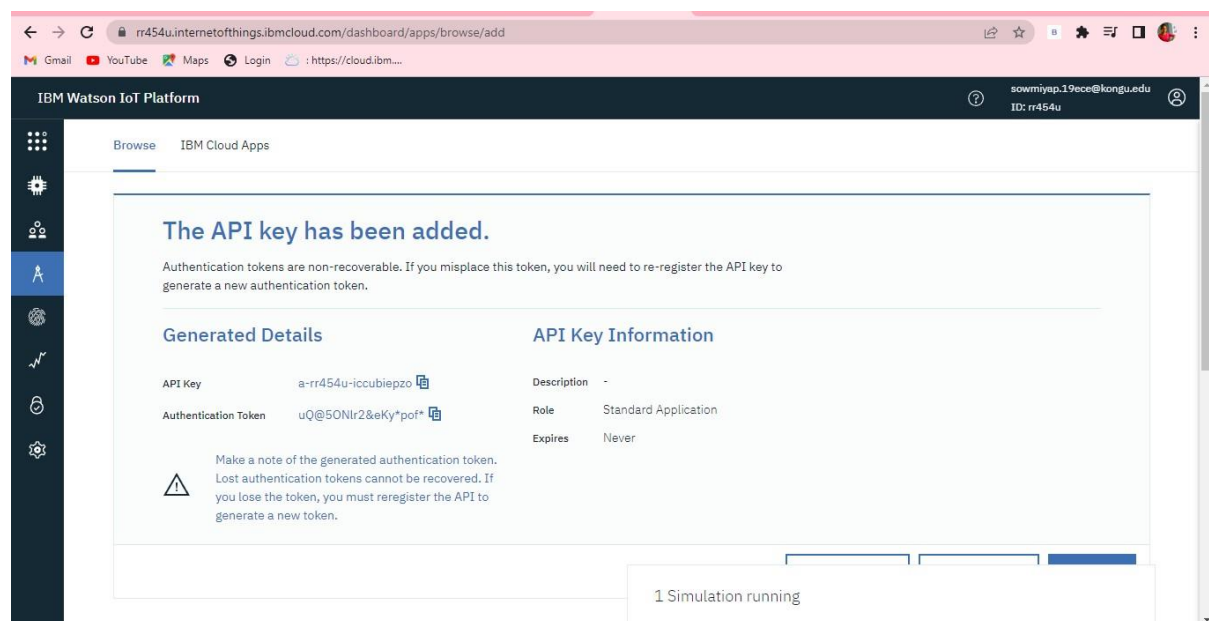 rr454u.internetofthings.ibmcloud.com/dashboard/apps/browse/add
Gmail YouTube Maps Login : https://cloud.ibm....
IBM Watson IoT Platform
sowmiyap.19ece@kongu.edu
ID: rr454u
Browse IBM Cloud Apps
The API key has been added.
Authentication tokens are non-recoverable. If you misplace this token, you will need to re-register the API key to
generate a new authentication token.
Generated Details
API Key a-rr454u-iccubiepzo
Authentication Token uQ@5ONlr2&eKy*pof*
Make a note of the generated authentication token.
Lost authentication tokens cannot be recovered. If
you lose the token, you must reregister the API to
generate a new token.
API Key Information
Description -
Role Standard Application
Expires Never
1 Simulation running